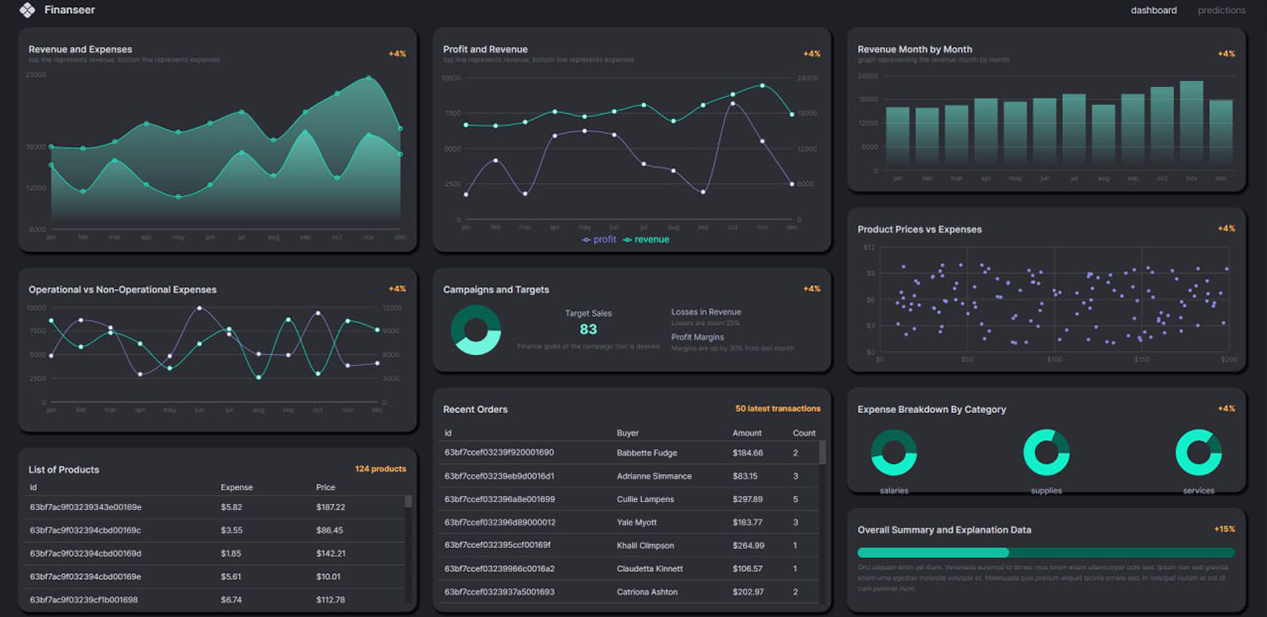 Finanseer
dashboard predictions
Revenue and Expenses
+4%
top line represents revenue, bottom line represents expenses
23000
16000
12000
8000
jan feb mar apr may jun jul aug sep oct nov dec
Profit and Revenue
+4%
top line represents revenue, bottom line represents expenses
10000 24000
7500 18000
5000 12000
2500 6000
0 0
jan feb mar apr may jun jul aug sep oct nov dec
profit revenue
Revenue Month by Month
+4%
graph representing the revenue month by month
24000
18000
12000
6000
0
jan feb mar apr may jun jul aug sep oct nov dec
Operational vs Non-Operational Expenses
+4%
10000 12000
7500 9000
5000 6000
2500 3000
0 0
jan feb mar apr may jun jul aug sep oct nov dec
Campaigns and Targets
+4%
Target Sales
83
Finance goals of the campaign that is desired
Losses in Revenue
Losses are down 25%
Profit Margins
Margins are up by 30% from last month
Product Prices vs Expenses
+4%
$12
$9
$6
$3
$0
$0 $50 $100 $150 $200
List of Products
124 products
id Expense Price
63bf7ac9f03239343e00169e $5.82 $187.22
63bf7ac9f032394cbd00169c $3.55 $86.45
63bf7ac9f032394cbd00169d $1.85 $142.21
63bf7ac9f032394cbd00169e $5.61 $10.01
63bf7ac9f03239cf1b001698 $6.74 $112.78
Recent Orders
50 latest transactions
id Buyer Amount Count
63bf7ccef03239f920001690 Babbette Fudge $184.66 2
63bf7ccef03239eb9d0016d1 Adrianne Simmance $83.15 3
63bf7ccef032396a8e001699 Cullie Lampens $297.89 5
63bf7ccef032396d89000012 Yale Myott $183.77 3
63bf7ccef032395ccf00169f Khalil Climpson $264.99 1
63bf7ccef03239966c0016a2 Claudetta Kinnett $106.57 1
63bf7ccef0323937a5001693 Catriona Ashton $202.97 2
Expense Breakdown By Category
+4%
salaries supplies services
Overall Summary and Explanation Data
+15%
Orci aliquam enim vel diam. Venenatis euismod id donec mus lorem etiam ullamcorper odio sed. Ipsum non sed gravida
etiam urna egestas molestie volutpat et. Malesuada quis pretium aliquet lacinia ornare sed. In volutpat nullam at est id
cum pulvinar nunc.